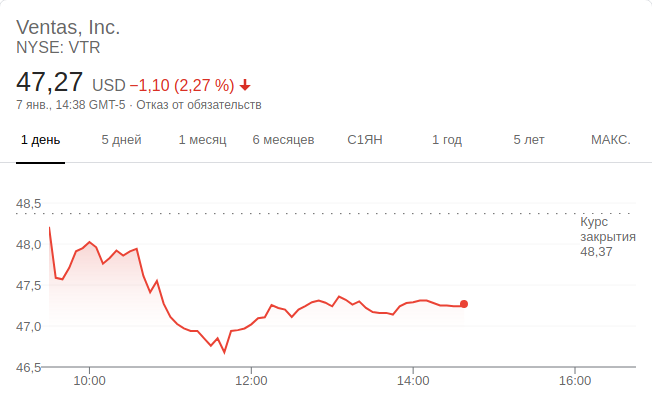 Ventas, Inc.
NYSE: VTR
47,27 USD −1,10 (2,27 %)
7 янв., 14:38 GMT-5 · Отказ от обязательств
1 день 5 дней 1 месяц 6 месяцев С1ЯН 1 год 5 лет МАКС.
48,5
Курс
закрытия
48,37
48,0
47,5
47,0
46,5
10:00 12:00 14:00 16:00